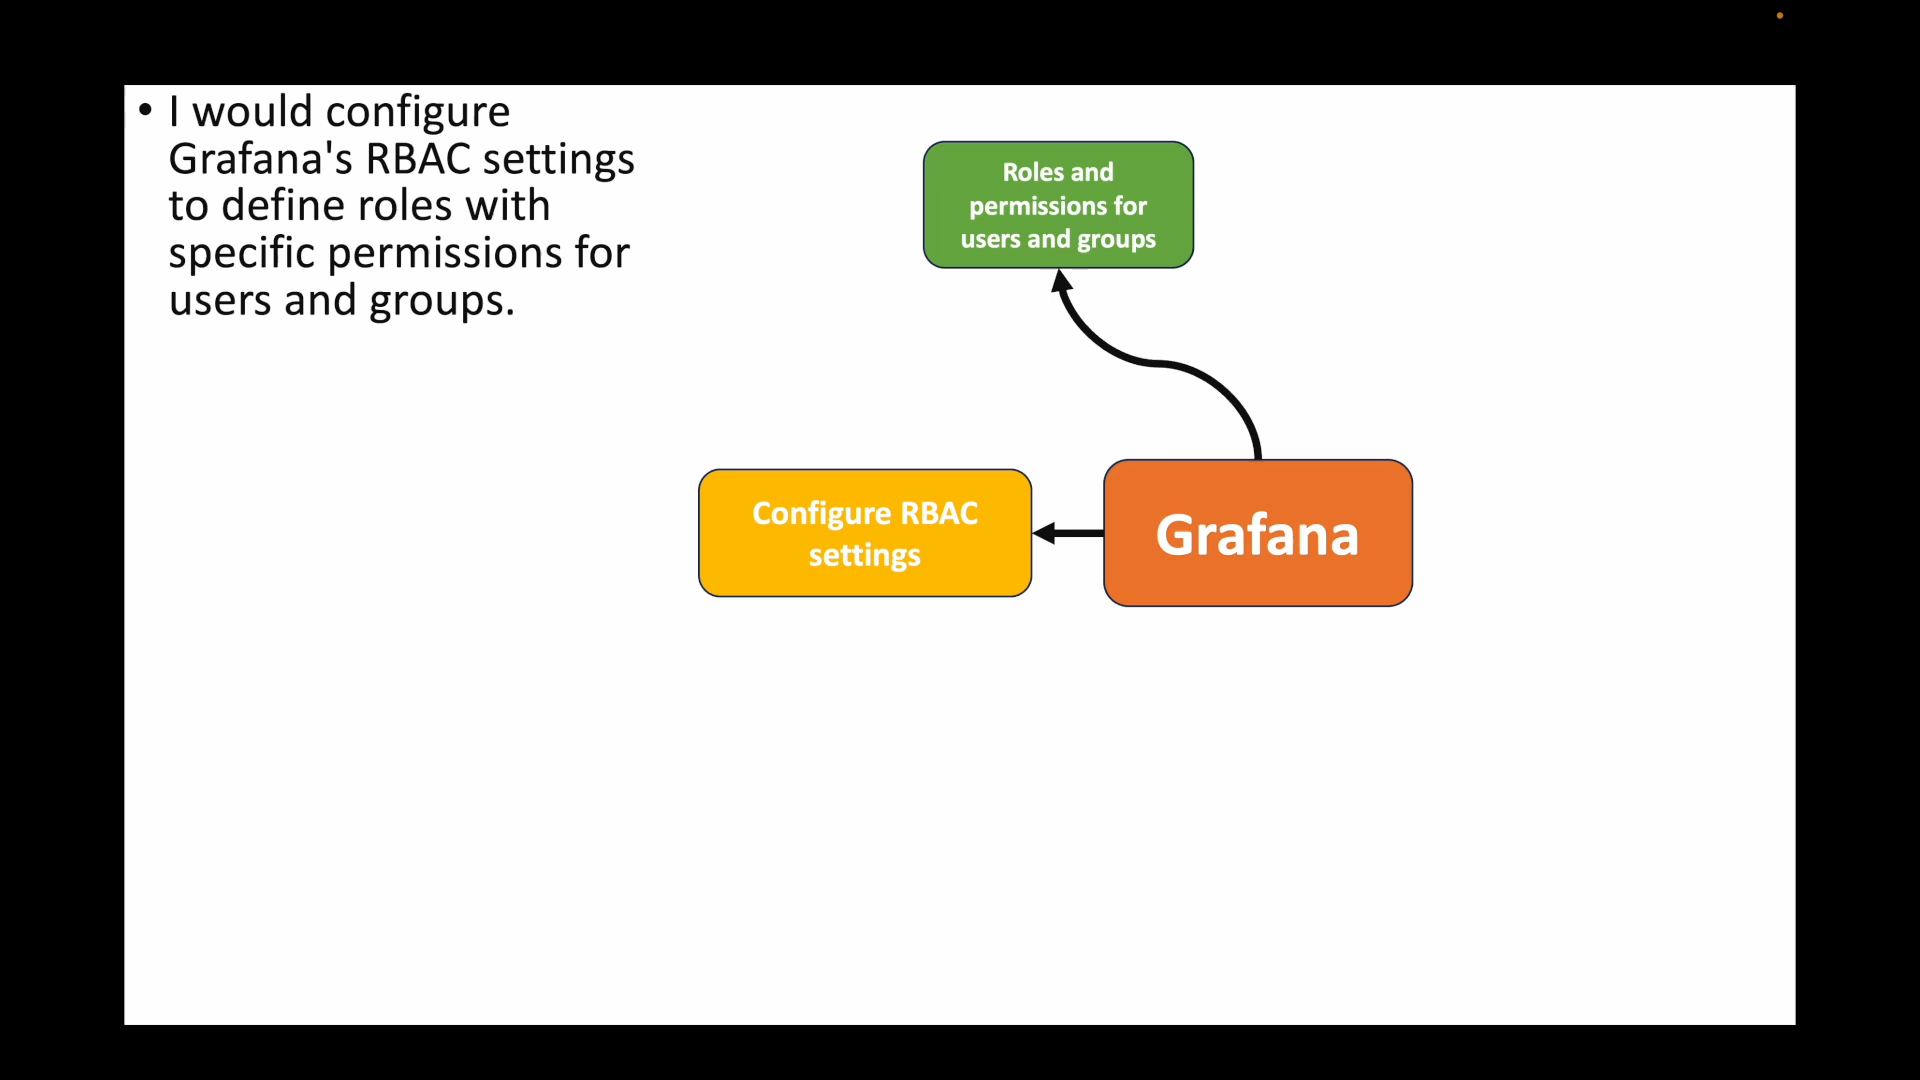 • I would configure
Grafana's RBAC settings
to define roles with
specific permissions for
users and groups.
Roles and
permissions for
users and groups
Configure RBAC
settings
Grafana